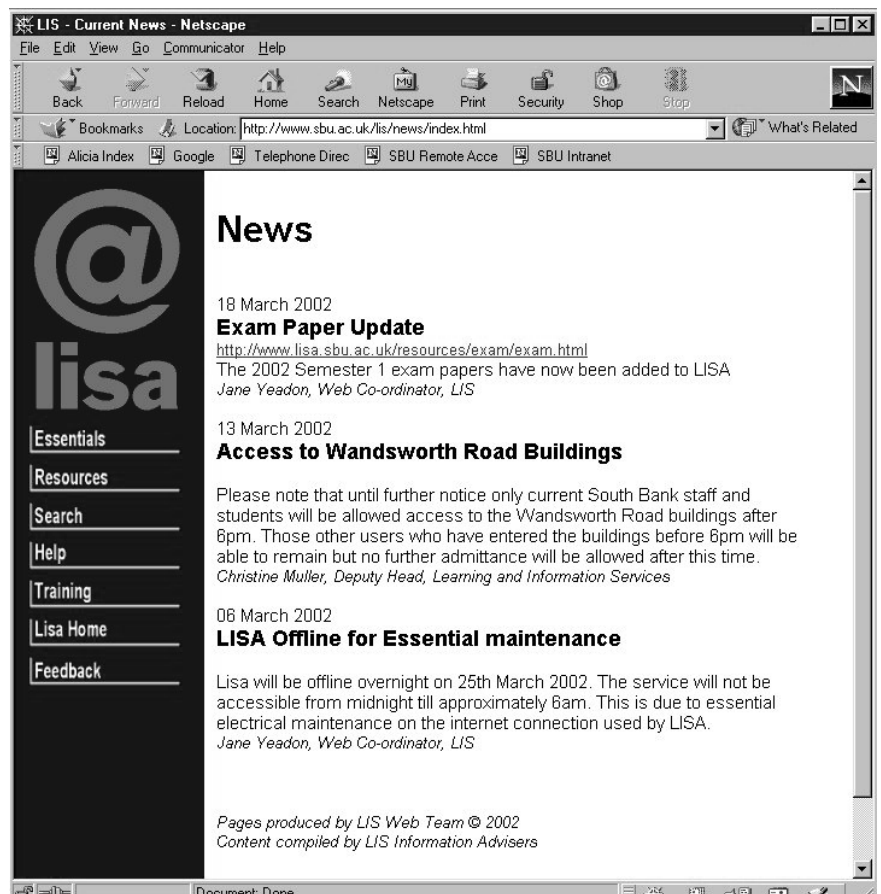 LIS - Current News - Netscape
File Edit View Go Communicator Help
Back Forward Reload Home Search Netscape Print Security Shop Stop
My
N
Bookmarks Location: http://www.sbu.ac.uk/lis/news/index.html What's Related
Alicia Index Google Telephone Direc SBU Remote Acce SBU Intranet
@
lisa
Essentials
Resources
Search
Help
Training
Lisa Home
Feedback
News
18 March 2002
Exam Paper Update
http://www.lisa.sbu.ac.uk/resources/exam/exam.html
The 2002 Semester 1 exam papers have now been added to LISA
Jane Yeadon, Web Co-ordinator, LIS
13 March 2002
Access to Wandsworth Road Buildings
Please note that until further notice only current South Bank staff and
students will be allowed access to the Wandsworth Road buildings after
6pm. Those other users who have entered the buildings before 6pm will be
able to remain but no further admittance will be allowed after this time.
Christine Muller, Deputy Head, Learning and Information Services
06 March 2002
LISA Offline for Essential maintenance
Lisa will be offline overnight on 25th March 2002. The service will not be
accessible from midnight till approximately 6am. This is due to essential
electrical maintenance on the internet connection used by LISA.
Jane Yeadon, Web Co-ordinator, LIS
Pages produced by LIS Web Team © 2002
Content compiled by LIS Information Advisers
Document: Done